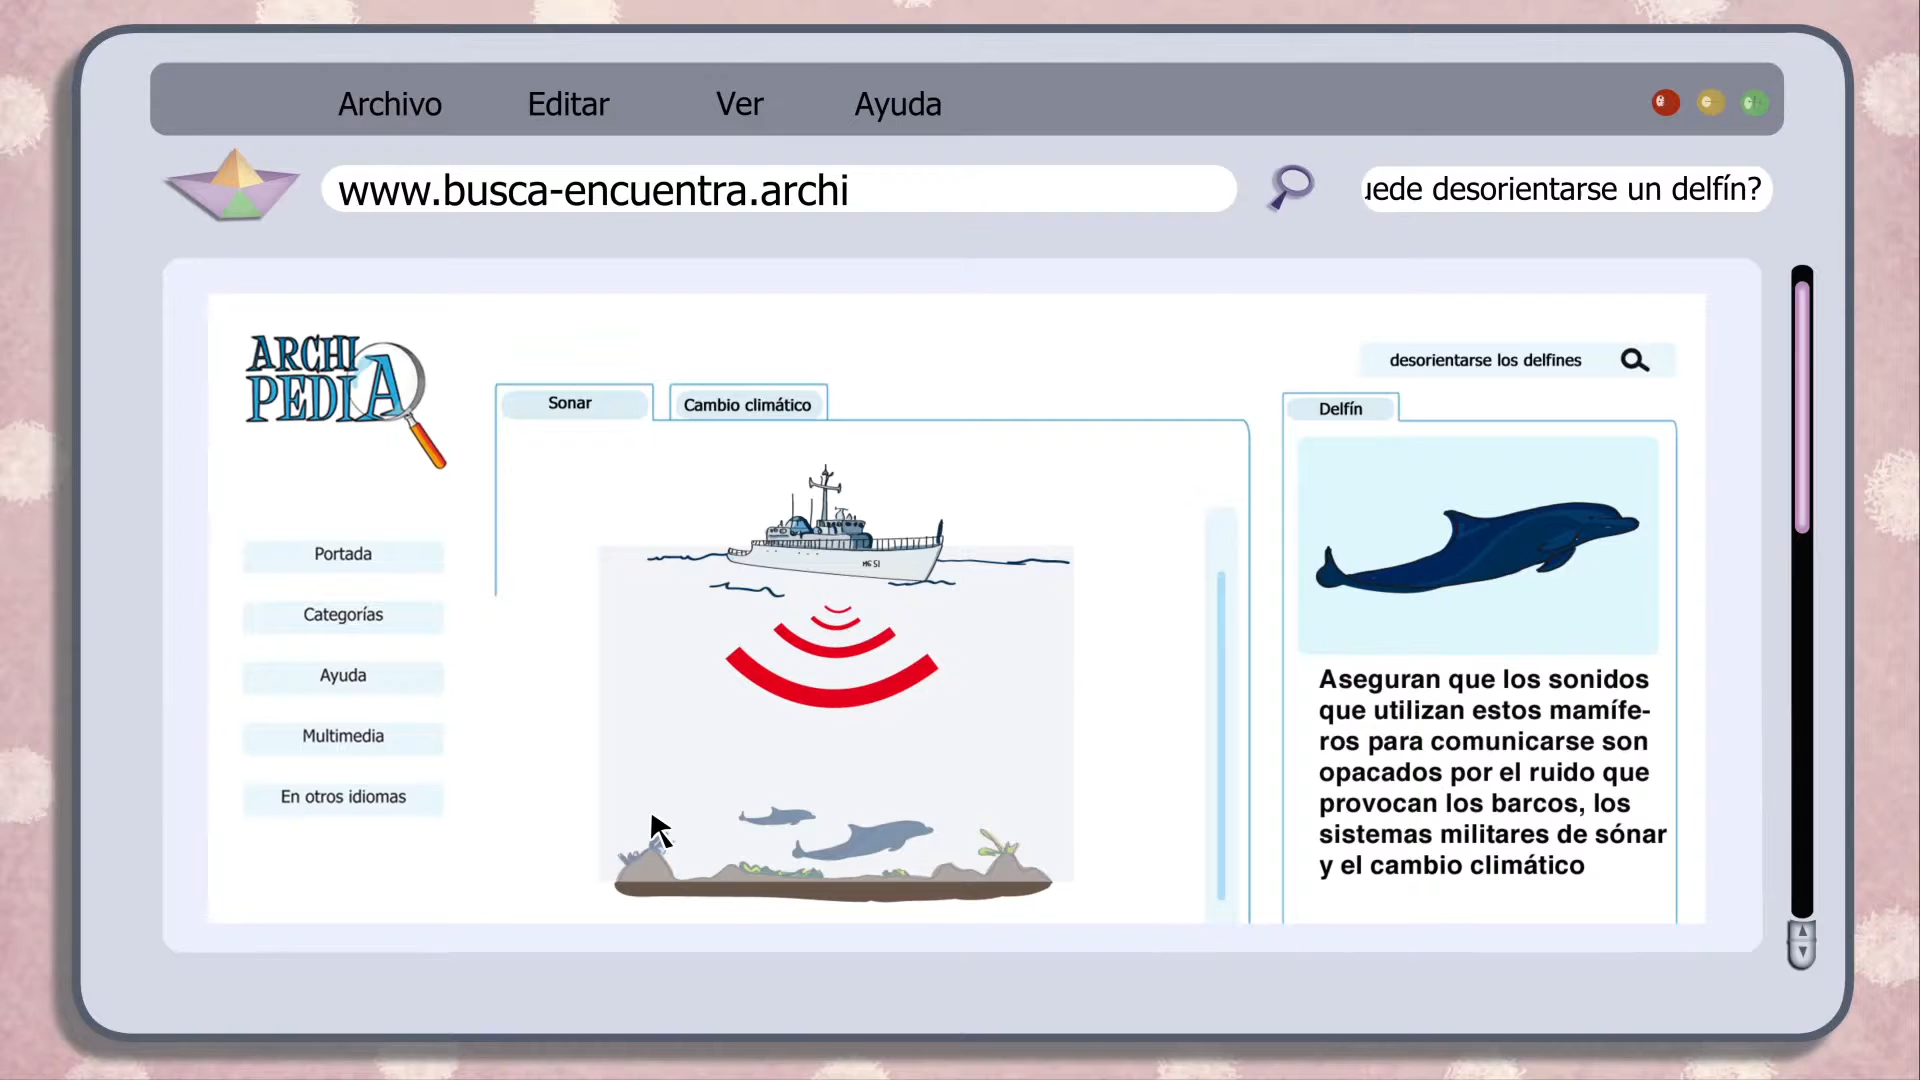 Archivo Editar Ver Ayuda
www.busca-encuentra.archi
uede desorientarse un delfín?
ARCHI
PEDIA
desorientarse los delfines
Sonar
Cambio climático
Delfín
Portada
Categorías
Ayuda
Multimedia
En otros idiomas
Aseguran que los sonidos
que utilizan estos mamífe-
ros para comunicarse son
opacados por el ruido que
provocan los barcos, los
sistemas militares de sónar
y el cambio climático